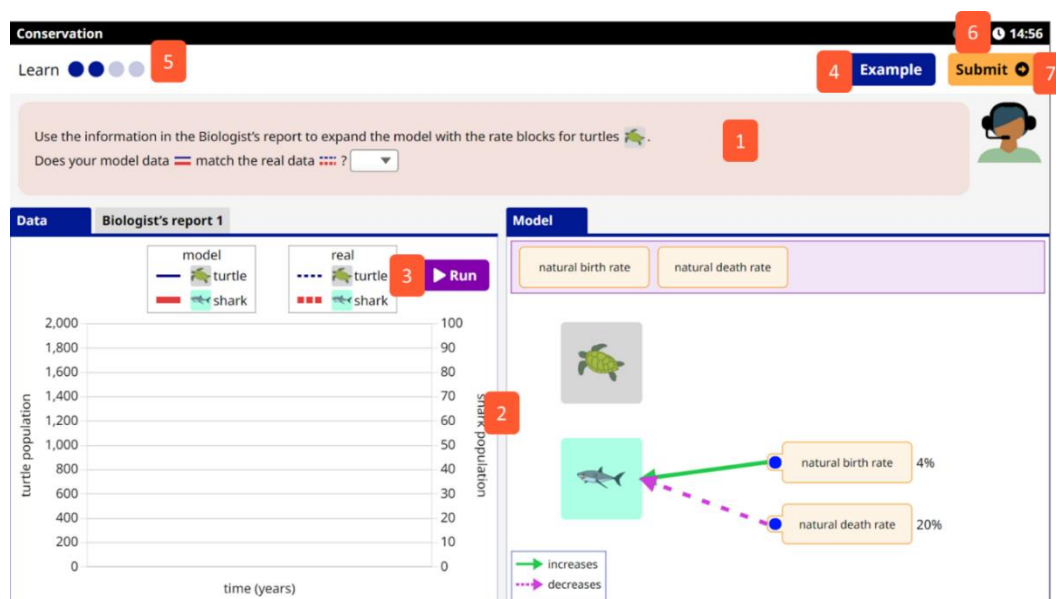 Conservation
6
14:56
Learn
5
4
Example
Submit
7
Use the information in the Biologist's report to expand the model with the rate blocks for turtles .
1
Does your model data match the real data ?
Data
Biologist's report 1
Model
model
real
turtle
turtle
shark
shark
3
Run
natural birth rate
natural death rate
2,000
1,800
1,600
1,400
1,200
1,000
800
600
400
200
0
turtle population
100
90
80
70
60
50
40
30
20
10
0
shark population
2
time (years)
natural birth rate
4%
natural death rate
20%
increases
decreases